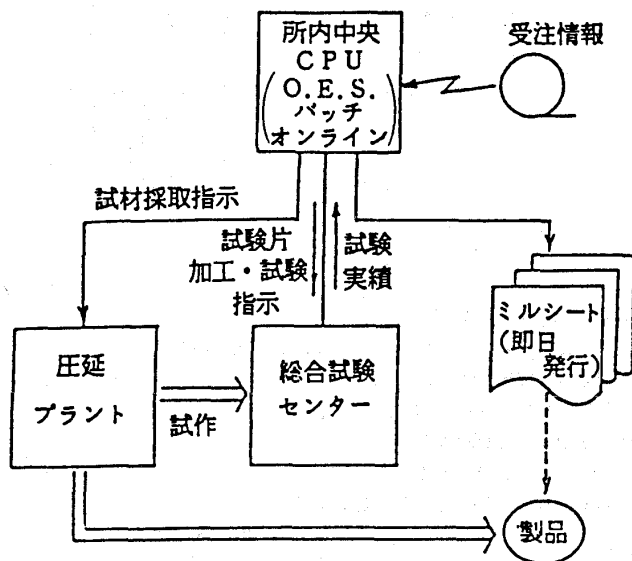 所内中央
CPU
O.E.S.
バッチ
オンライン
受注情報
試材採取指示
試験片
加工・試験
指示
試験
実績
ミルシート
(即日
発行)
圧延
プラント
試作
総合試験
センター
製品